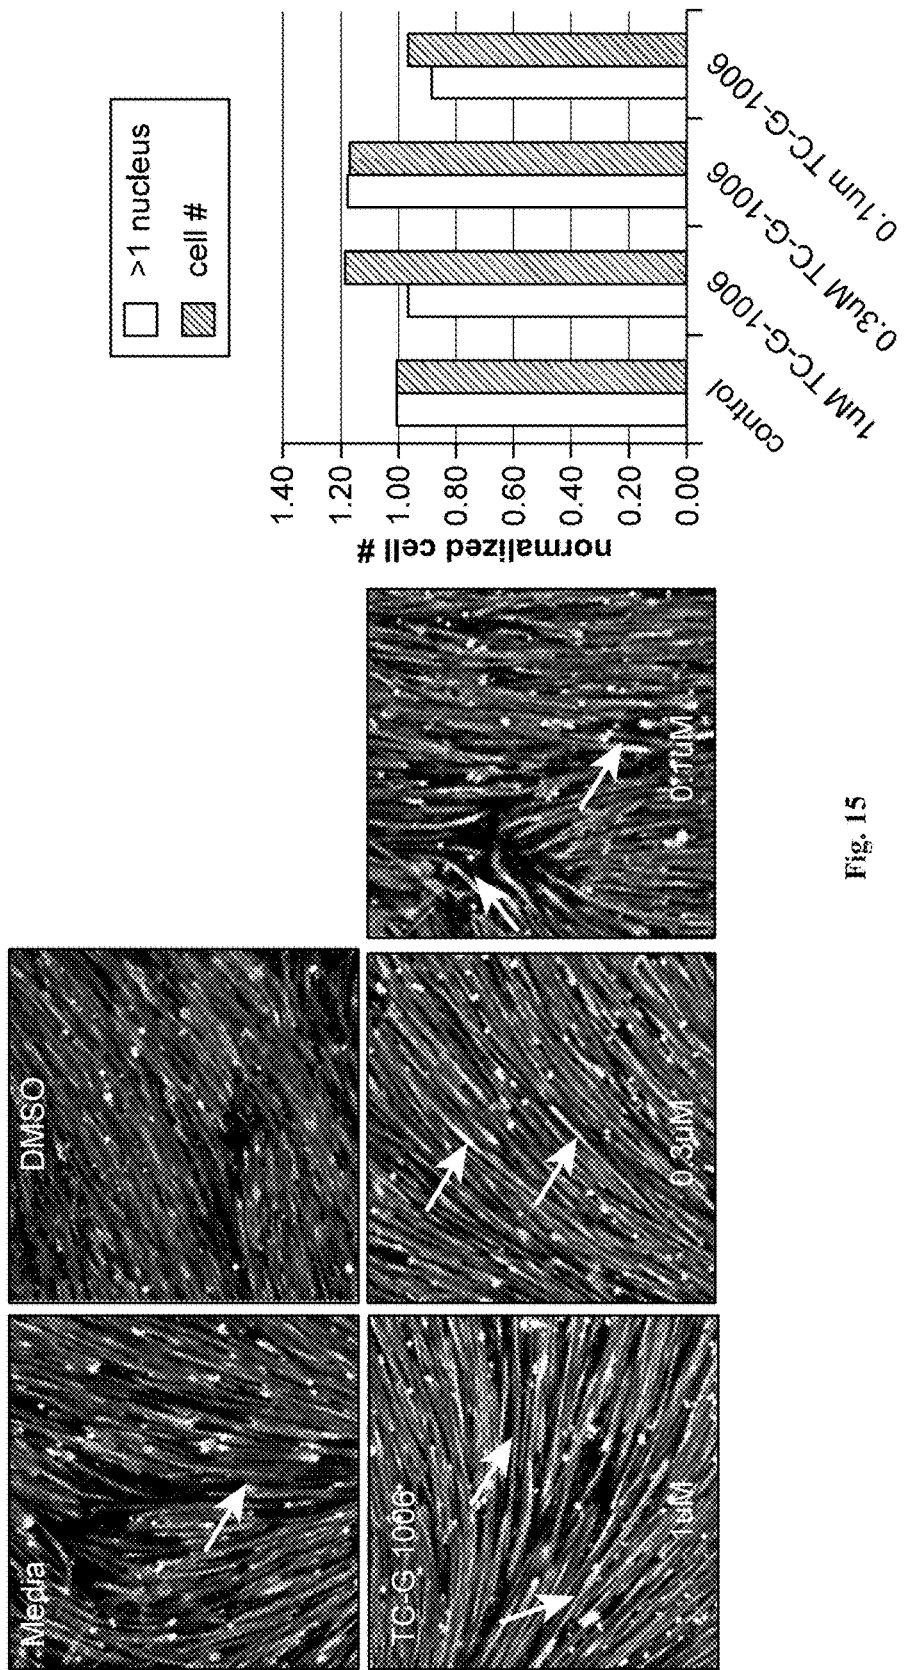 Media
DMSO
TC-G-1006
1uM
0.3uM
0.1uM
>1 nucleus
cell #
normalized cell #
1.40
1.20
1.00
0.80
0.60
0.40
0.20
0.00
control
1uM TC-G-1006
0.3uM TC-G-1006
0.1um TC-G-1006
Fig. 15